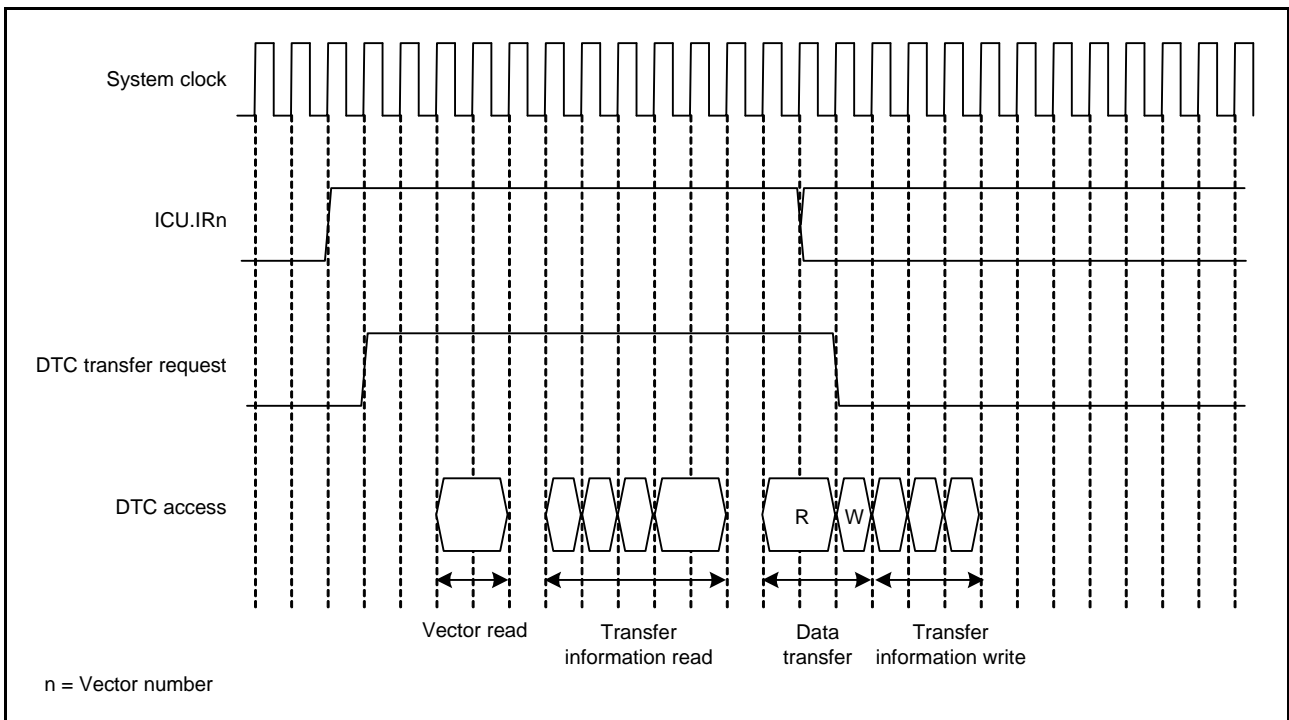 System clock
ICU.IRn
DTC transfer request
DTC access
R
W
Vector read
Transfer
information read
Data
transfer
Transfer
information write
n = Vector number